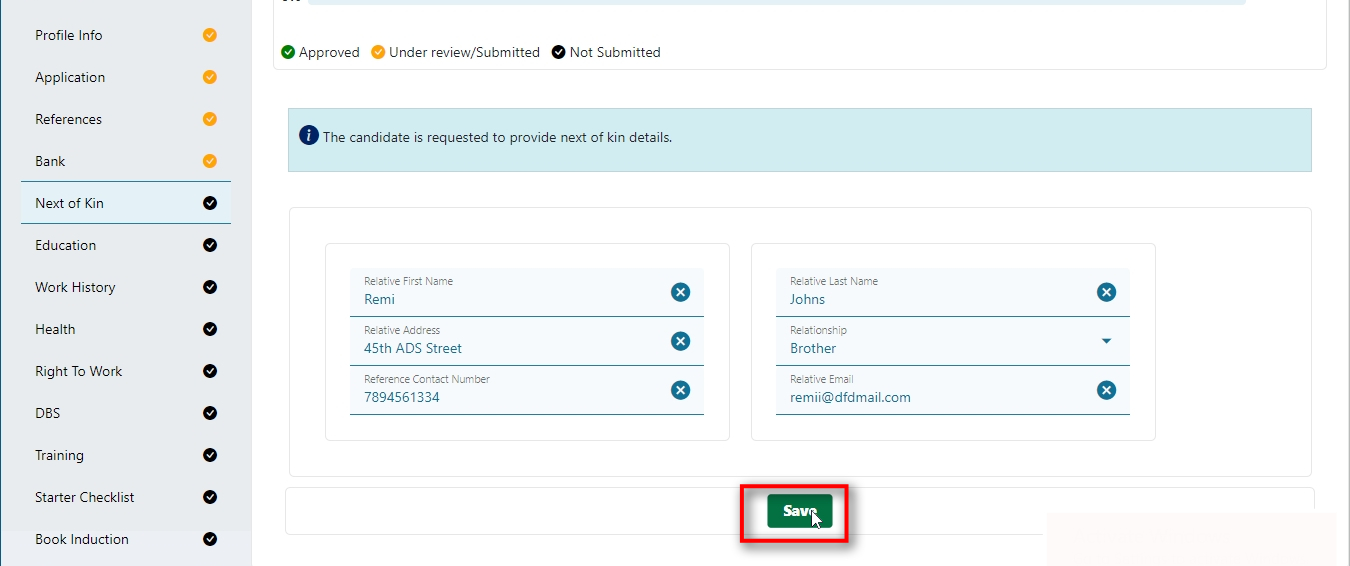 Profile Info
Application
References
Bank
Next of Kin
Education
Work History
Health
Right To Work
DBS
Training
Starter Checklist
Book Induction
Approved Under review/Submitted Not Submitted
The candidate is requested to provide next of kin details.
Relative First Name
Remi
Relative Address
45th ADS Street
Reference Contact Number
7894561334
Relative Last Name
Johns
Relationship
Brother
Relative Email
remii@dfdmail.com
Save